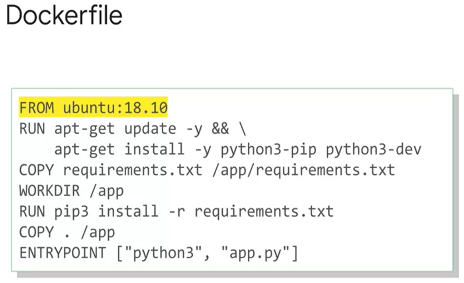 Dockerfile
FROM ubuntu:18.10
RUN apt-get update -y && \
    apt-get install -y python3-pip python3-dev
COPY requirements.txt /app/requirements.txt
WORKDIR /app
RUN pip3 install -r requirements.txt
COPY . /app
ENTRYPOINT ["python3", "app.py"]